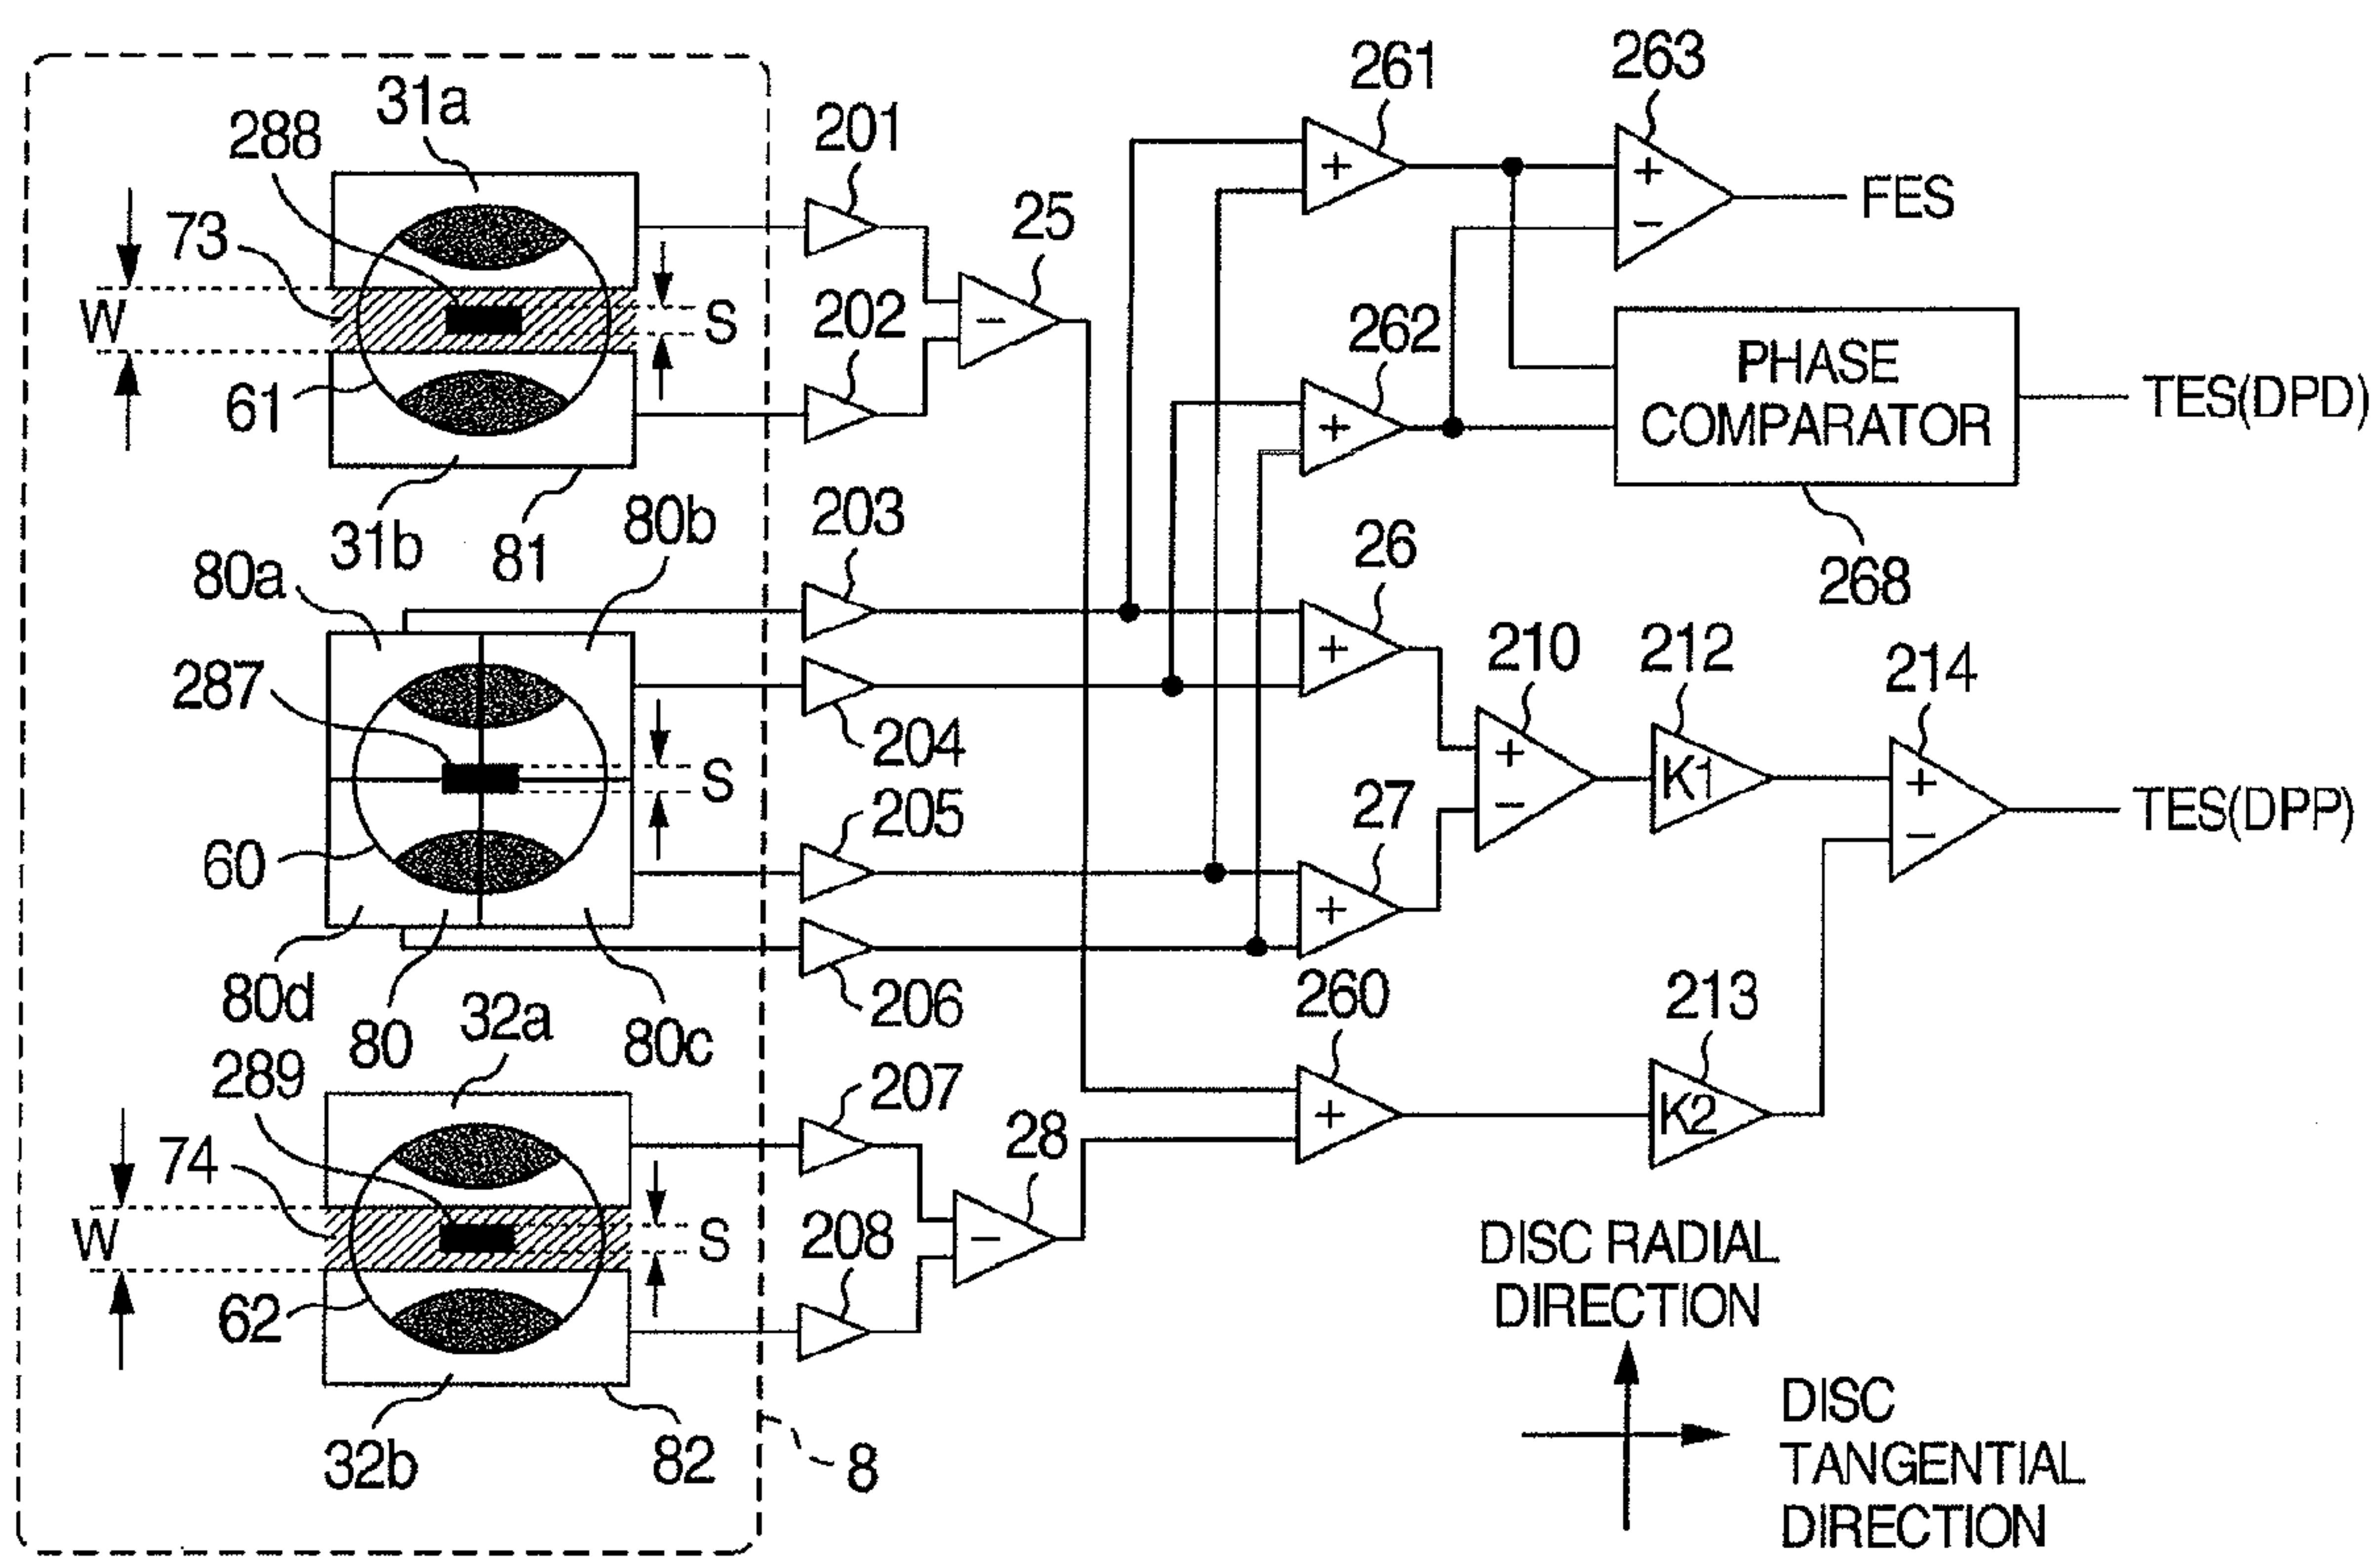 31a
288
73
W
S
61
31b
81
201
202
25
261
263
+
+
−
FES
−
262
+
PHASE
COMPARATOR
TES(DPD)
268
80a
80b
287
S
60
80d
80
80c
203
204
205
206
26
+
27
+
210
+
−
212
K1
214
+
−
TES(DPP)
32a
289
74
W
S
62
32b
82
8
207
208
28
−
260
+
213
K2
DISC RADIAL
DIRECTION
DISC
TANGENTIAL
DIRECTION